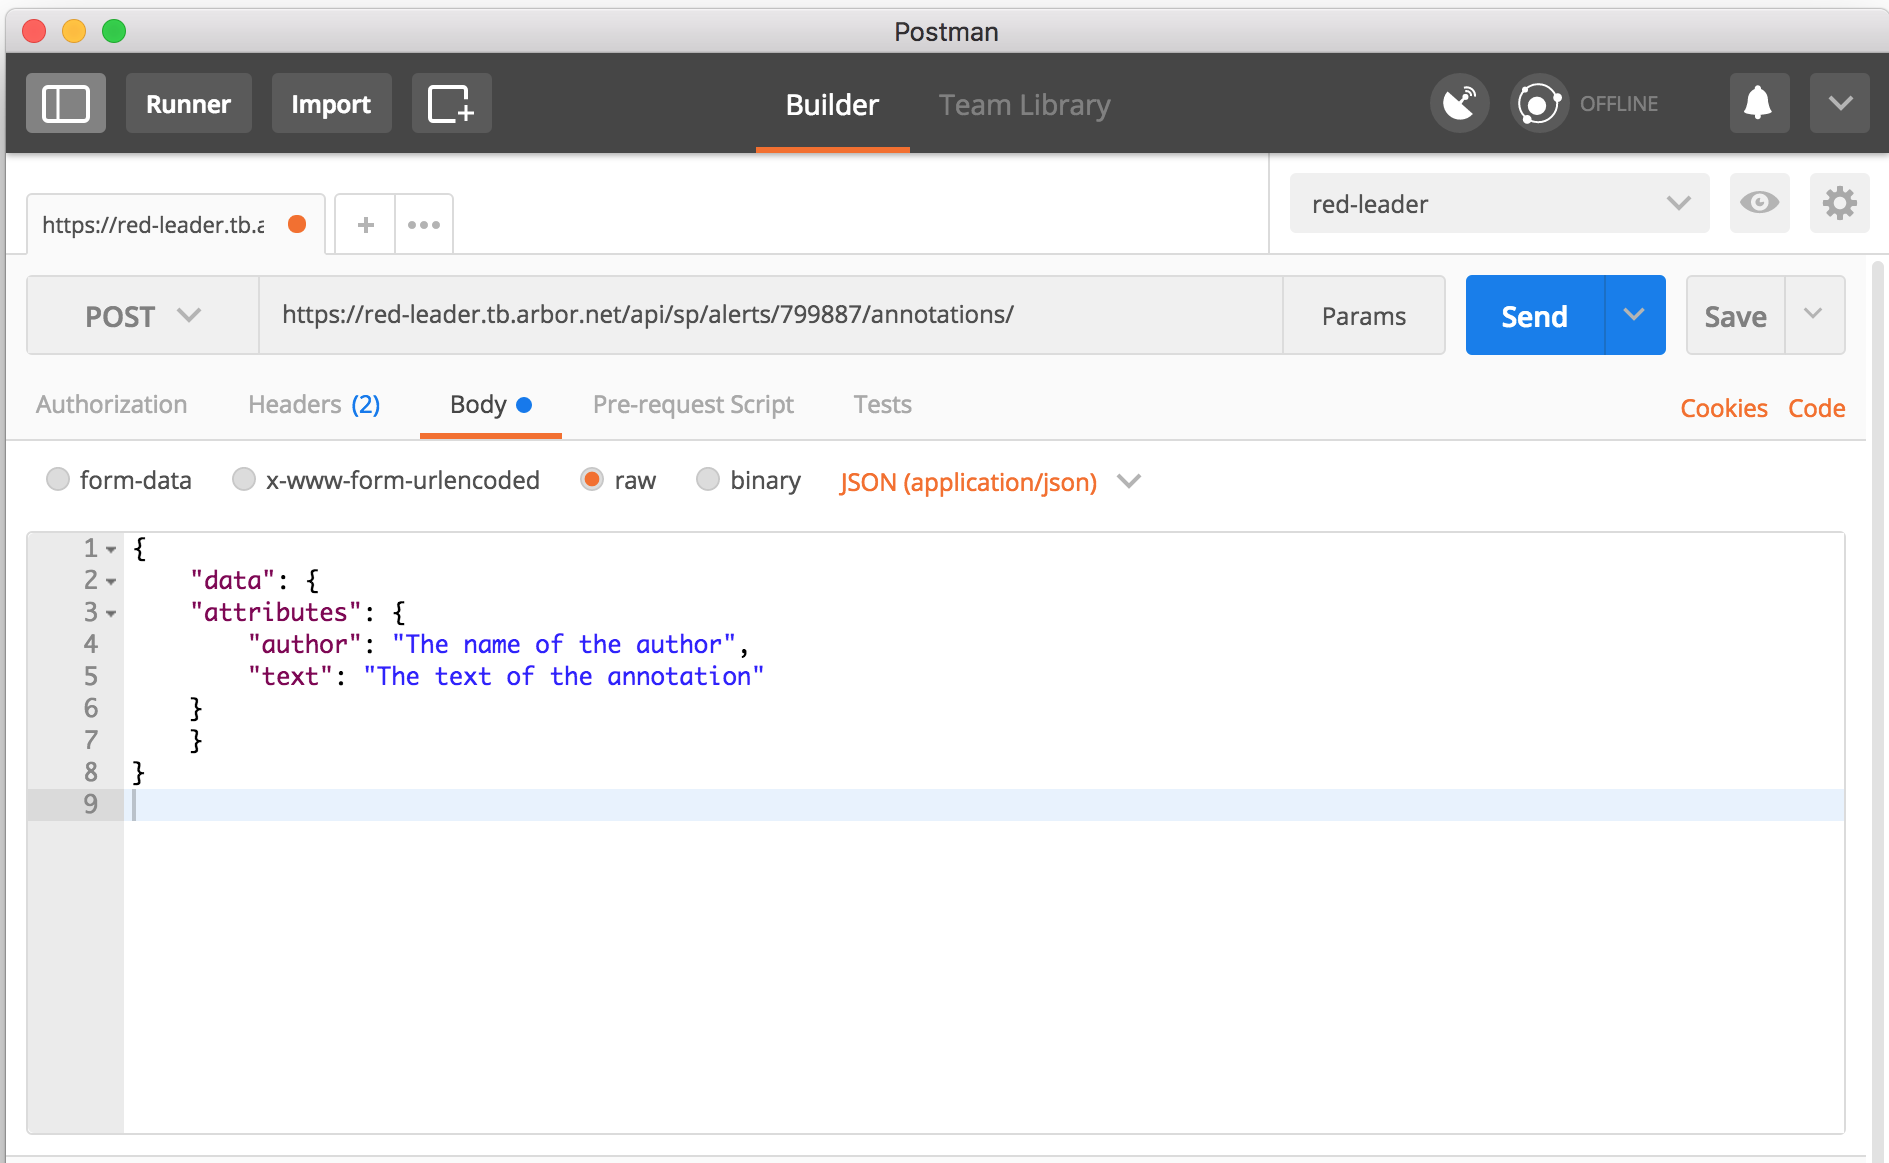 Postman
Runner Import Builder Team Library OFFLINE
https://red-leader.tb.a + ••• red-leader
POST https://red-leader.tb.arbor.net/api/sp/alerts/799887/annotations/ Params Send Save
Authorization Headers (2) Body Pre-request Script Tests Cookies Code
form-data x-www-form-urlencoded raw binary JSON (application/json)
1 {
2 "data": {
3 "attributes": {
4 "author": "The name of the author",
5 "text": "The text of the annotation"
6 }
7 }
8 }
9